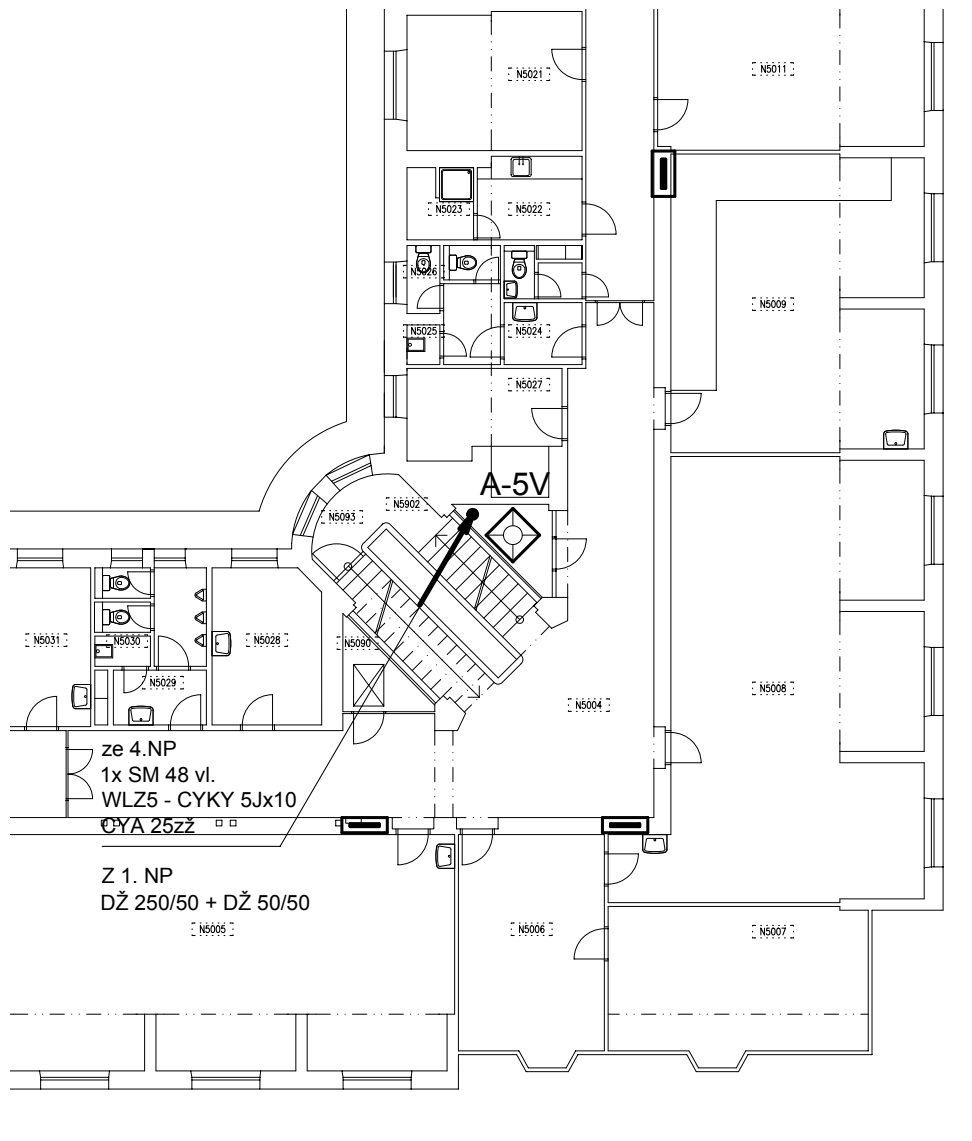 N5021
N5011
N5023
N5022
N5026
N5009
N5025
N5024
N5027
A-5V
N5902
N5093
N5031
N5030
N5028
N5090
N5029
N5008
N5004
ze 4.NP
1x SM 48 vl.
WLZ5 - CYKY 5Jx10
CYA 25zž
Z 1. NP
DŽ 250/50 + DŽ 50/50
N5005
N5006
N5007